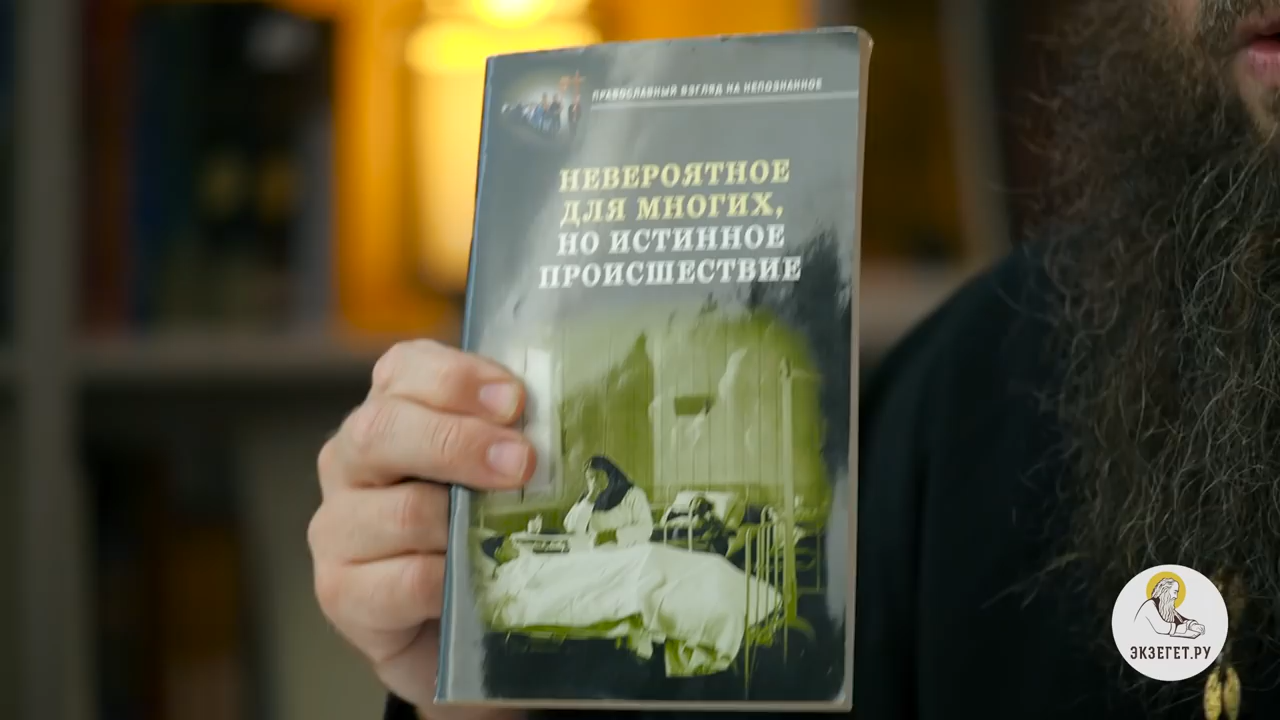 ПРАВОСЛАВНЫЙ ВЗГЛЯД НА НЕПОЗНАННОЕ
НЕВЕРОЯТНОЕ
ДЛЯ МНОГИХ,
НО ИСТИННОЕ
ПРОИСШЕСТВИЕ
ЭКЗЕГЕТ.РУ